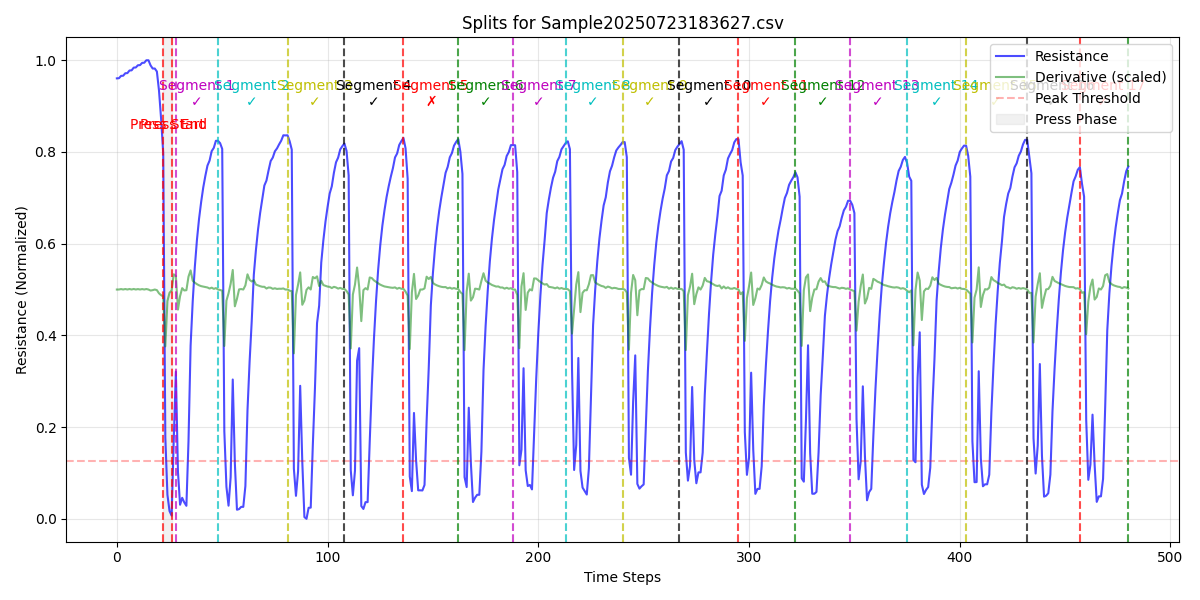 Splits for Sample20250723183627.csv
Resistance (Normalized)
1.0
0.8
0.6
0.4
0.2
0.0
Segment 1
Segment 2
Segment 4
Segment 5
Segment 6
Segment 7
Segment 8
Segment 10
Segment 11
Segment 12
Segment 13
Segment 14
✓ ✓ ✓ ✓ ✗ ✓ ✓ ✓ ✓ ✓ ✓ ✓ ✓ ✓
Press Start
Press End
Resistance
Derivative (scaled)
Peak Threshold
Press Phase
0 100 200 300 400 500
Time Steps